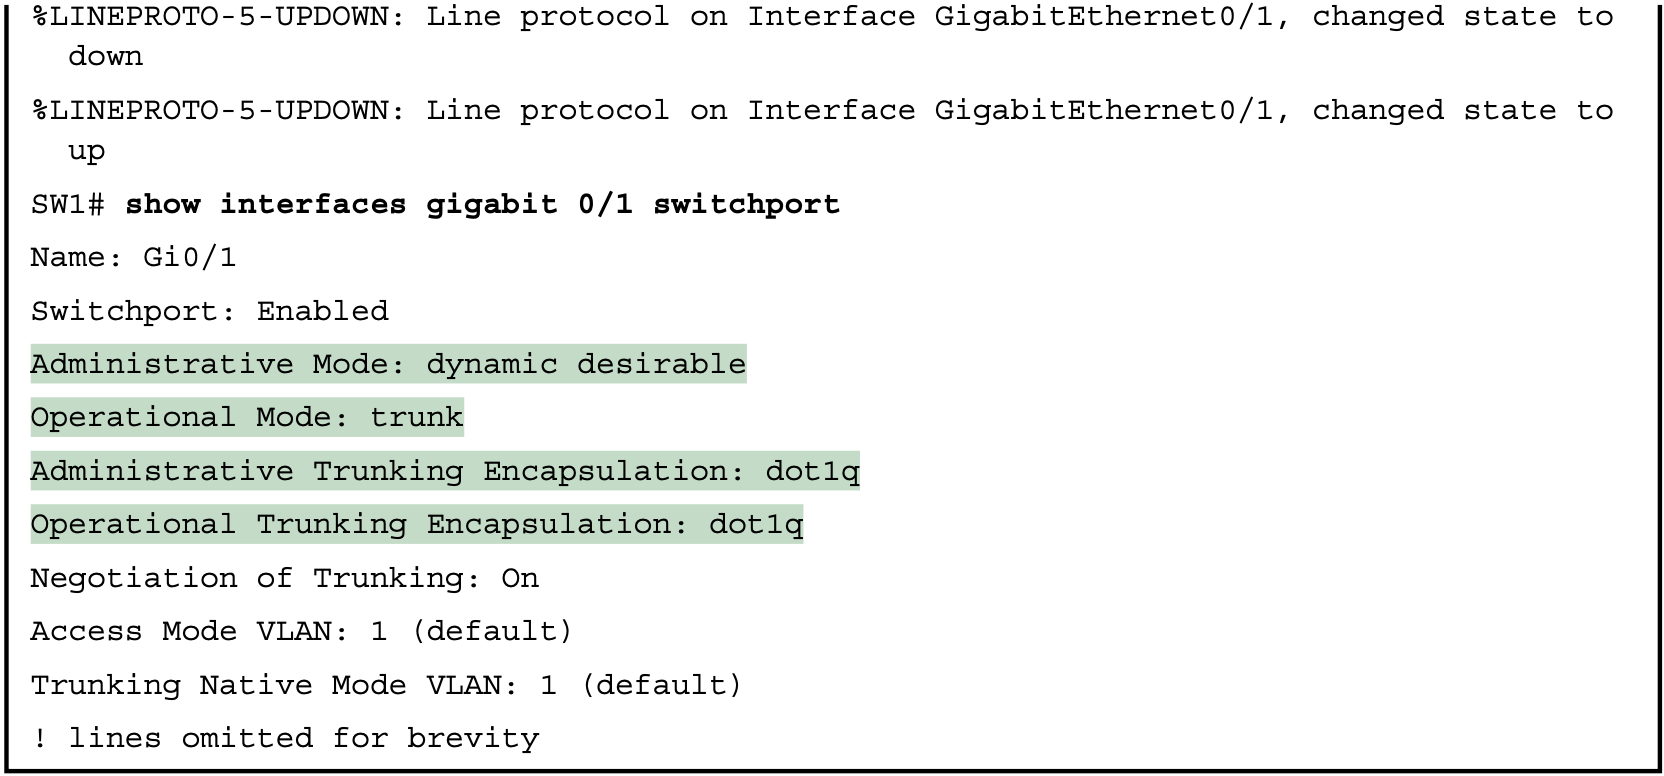 %LINEPROTO-5-UPDOWN: Line protocol on Interface GigabitEthernet0/1, changed state to
down
%LINEPROTO-5-UPDOWN: Line protocol on Interface GigabitEthernet0/1, changed state to
up
SW1# show interfaces gigabit 0/1 switchport
Name: Gi0/1
Switchport: Enabled
Administrative Mode: dynamic desirable
Operational Mode: trunk
Administrative Trunking Encapsulation: dot1q
Operational Trunking Encapsulation: dot1q
Negotiation of Trunking: On
Access Mode VLAN: 1 (default)
Trunking Native Mode VLAN: 1 (default)
! lines omitted for brevity